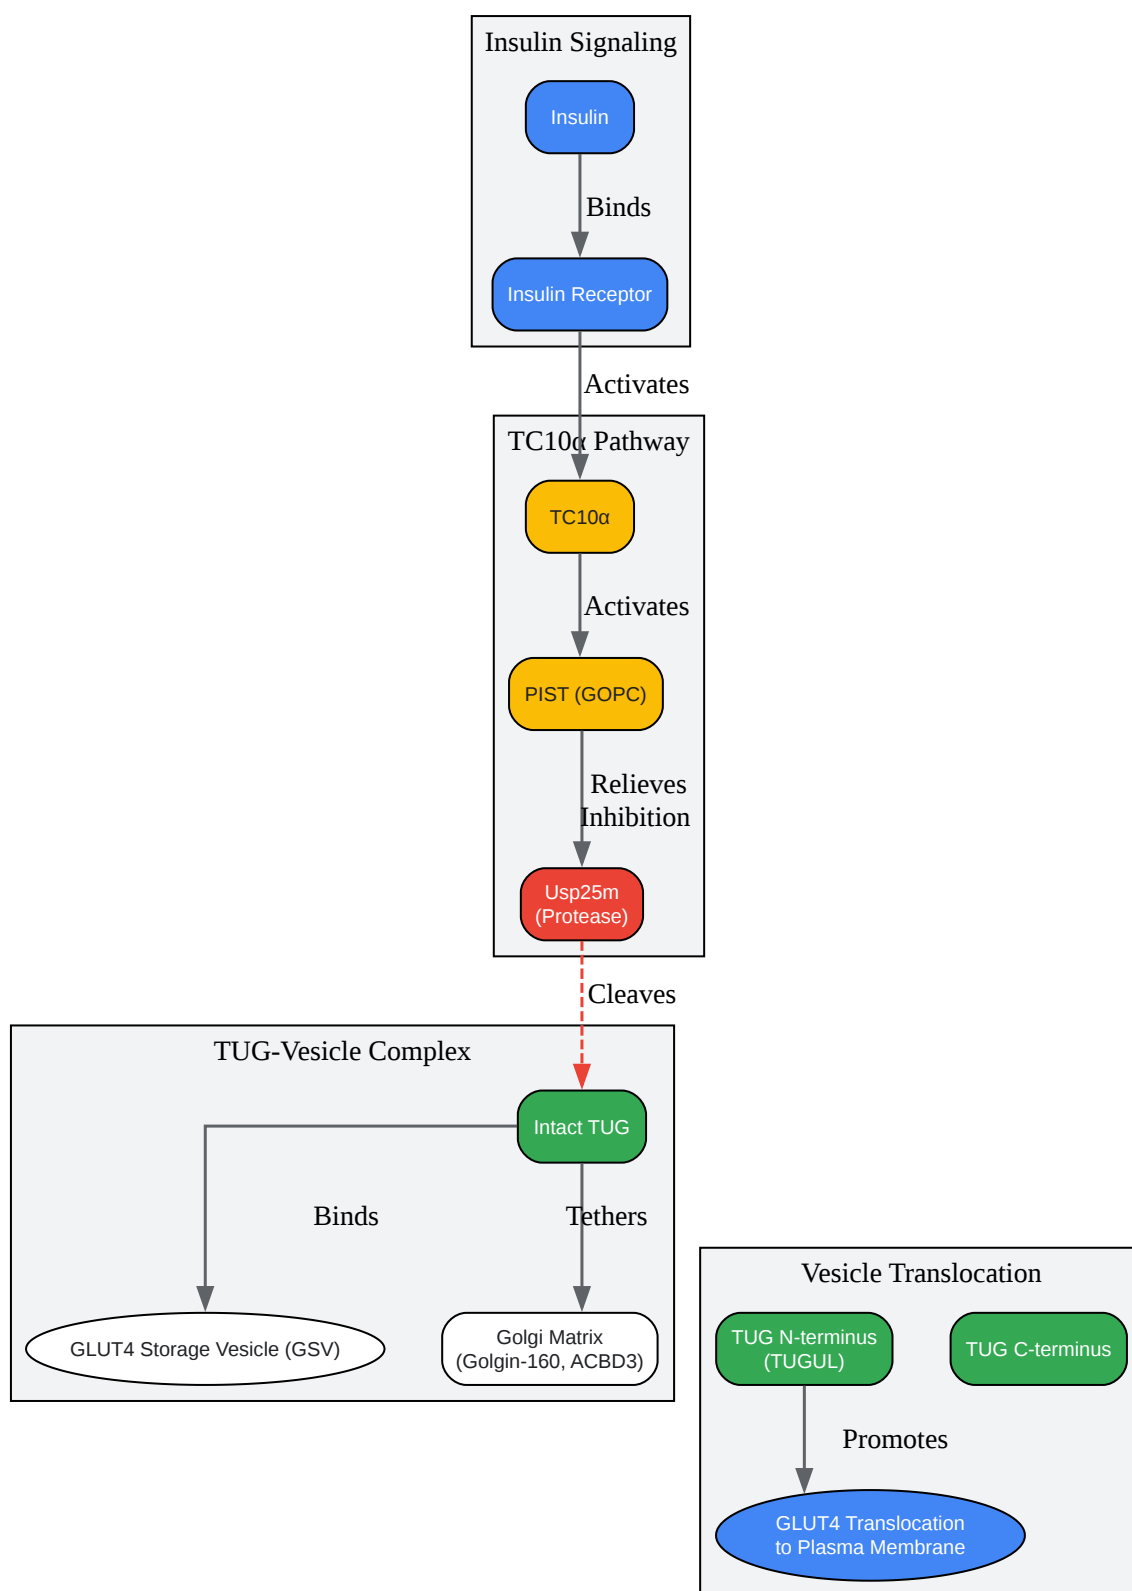 Insulin Signaling
Insulin
Binds
Insulin Receptor
Activates
TC10α Pathway
TC10α
Activates
PIST (GOPC)
Relieves
Inhibition
Usp25m
(Protease)
Cleaves
TUG-Vesicle Complex
Intact TUG
Binds
Tethers
GLUT4 Storage Vesicle (GSV)
Golgi Matrix
(Golgin-160, ACBD3)
Vesicle Translocation
TUG N-terminus
(TUGUL)
TUG C-terminus
Promotes
GLUT4 Translocation
to Plasma Membrane